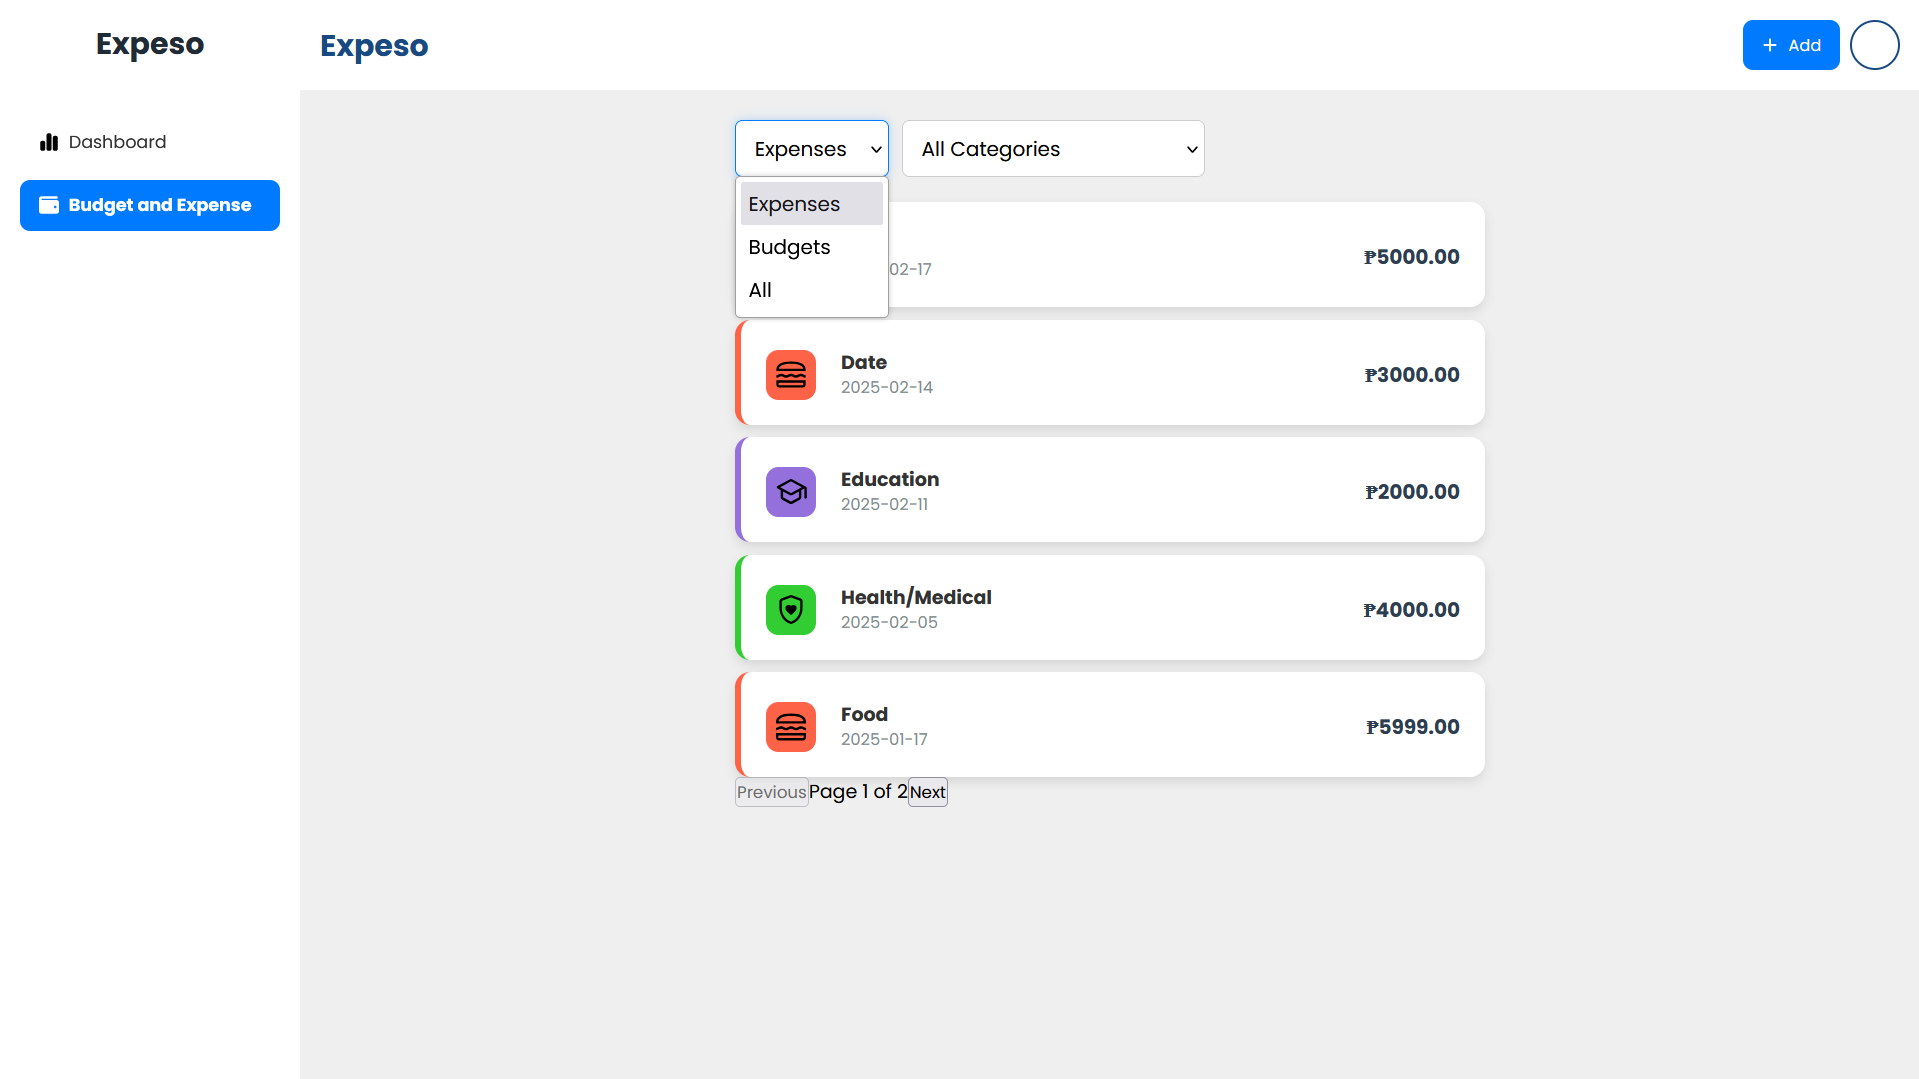 Expeso
Expeso
+ Add
Dashboard
Budget and Expense
Expenses
All Categories
Expenses
Budgets
All
02-17
₱5000.00
Date
2025-02-14
₱3000.00
Education
2025-02-11
₱2000.00
Health/Medical
2025-02-05
₱4000.00
Food
2025-01-17
₱5999.00
Previous Page 1 of 2 Next